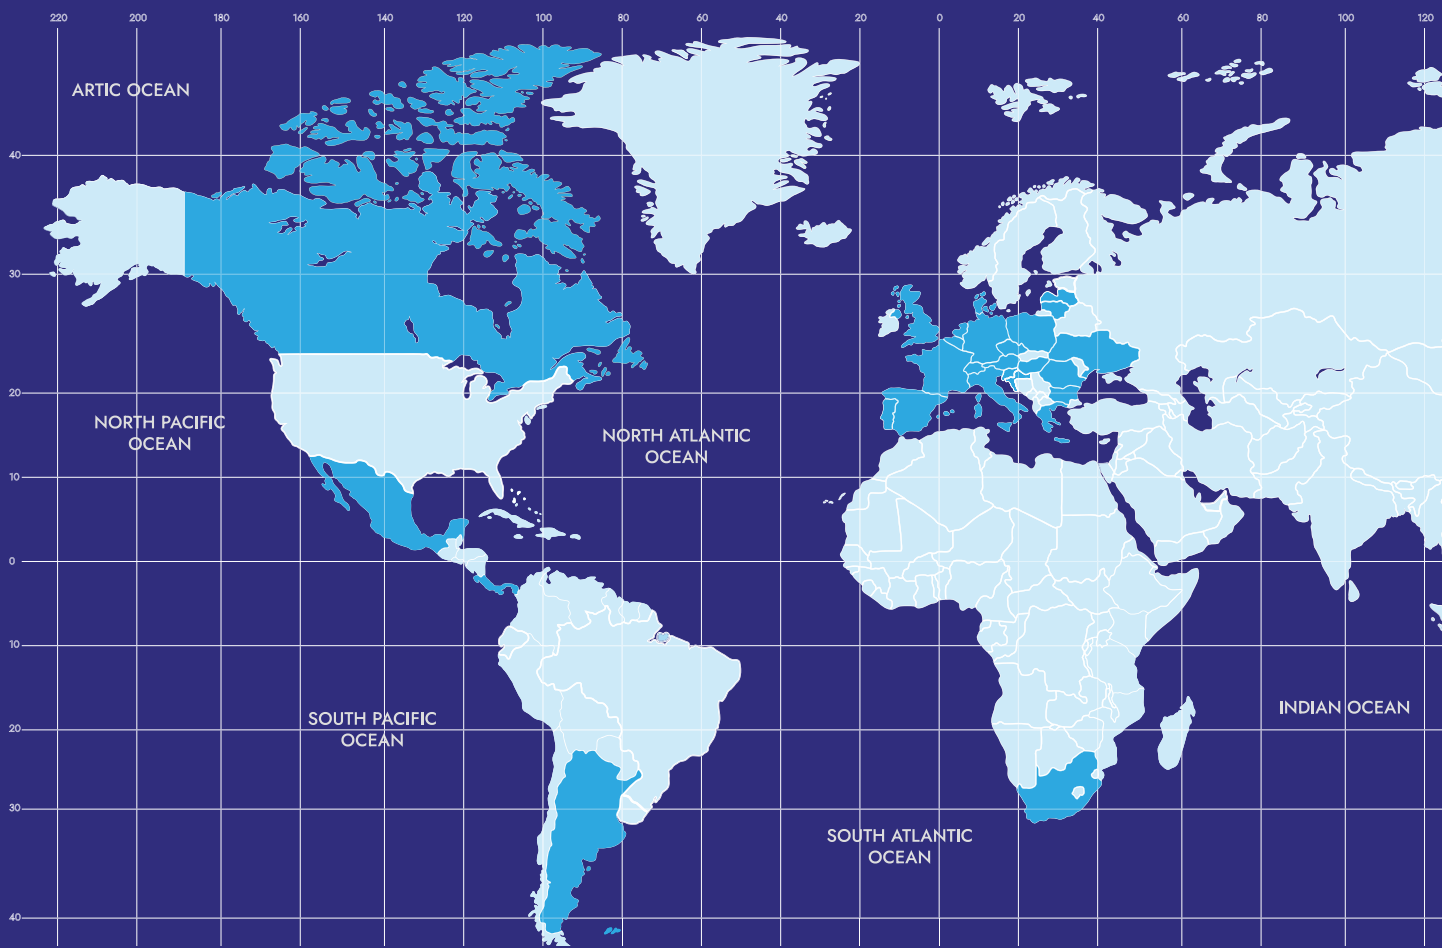 220 200 180 160 140 120 100 80 60 40 20 0 20 40 60 80 100 120
ARTIC OCEAN
40
30
20
NORTH PACIFIC
OCEAN
NORTH ATLANTIC
OCEAN
10
0
10
INDIAN OCEAN
SOUTH PACIFIC
OCEAN
20
30
SOUTH ATLANTIC
OCEAN
40